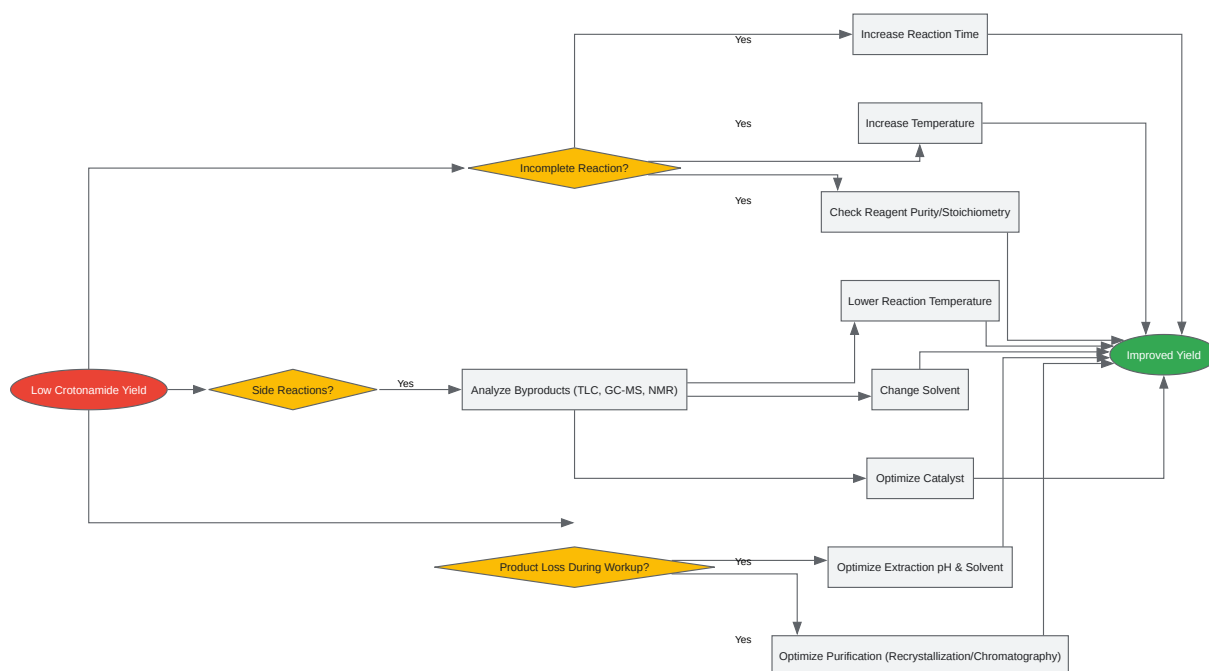 Increase Reaction Time
Yes
Increase Temperature
Yes
Incomplete Reaction?
Yes
Check Reagent Purity/Stoichiometry
Lower Reaction Temperature
Improved Yield
Low Crotonamide Yield
Side Reactions?
Yes
Analyze Byproducts (TLC, GC-MS, NMR)
Change Solvent
Optimize Catalyst
Product Loss During Workup?
Yes
Optimize Extraction pH & Solvent
Yes
Optimize Purification (Recrystallization/Chromatography)